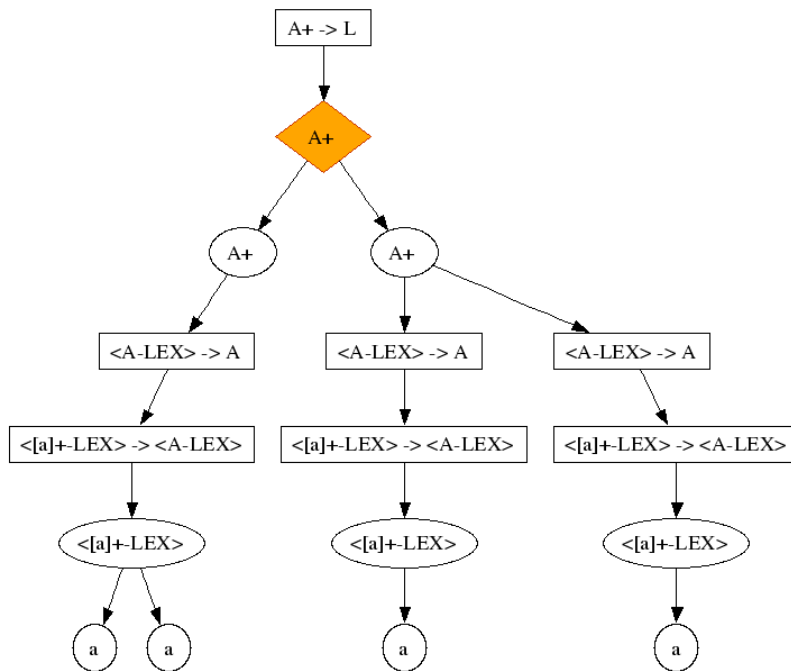 A+ -> L
A+
A+
A+
<A-LEX> -> A
<A-LEX> -> A
<A-LEX> -> A
<[a]+-LEX> -> <A-LEX>
<[a]+-LEX> -> <A-LEX>
<[a]+-LEX> -> <A-LEX>
<[a]+-LEX>
<[a]+-LEX>
<[a]+-LEX>
a
a
a
a